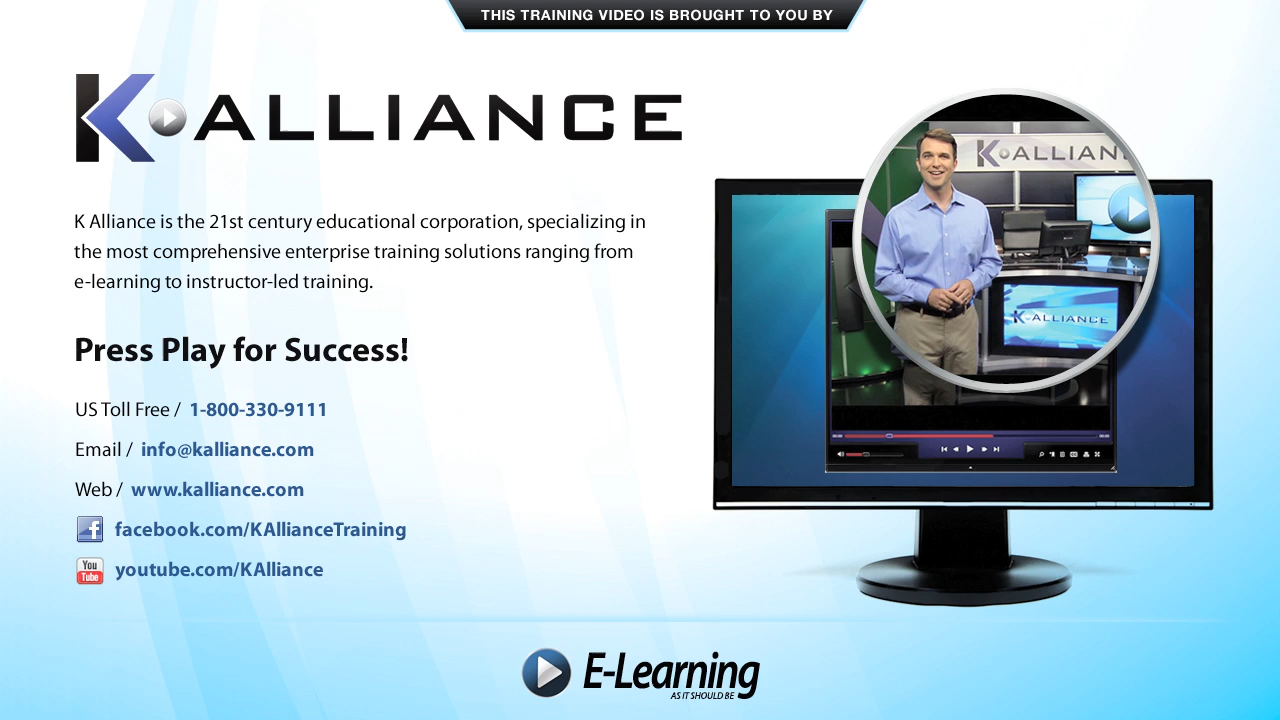 THIS TRAINING VIDEO IS BROUGHT TO YOU BY
K ALLIANCE
K ALLIAN
K ALLIANCE
K Alliance is the 21st century educational corporation, specializing in
the most comprehensive enterprise training solutions ranging from
e-learning to instructor-led training.
Press Play for Success!
US Toll Free / 1-800-330-9111
Email / info@kalliance.com
Web / www.kalliance.com
f facebook.com/KAllianceTraining
You
Tube youtube.com/KAlliance
E-Learning
AS IT SHOULD BE